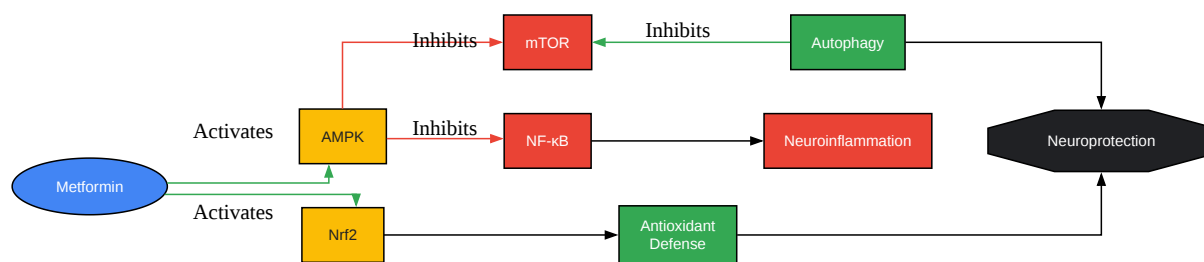 Inhibits
mTOR
Inhibits
Autophagy
Activates
AMPK
Inhibits
NF-κB
Neuroinflammation
Neuroprotection
Metformin
Activates
Nrf2
Antioxidant
Defense